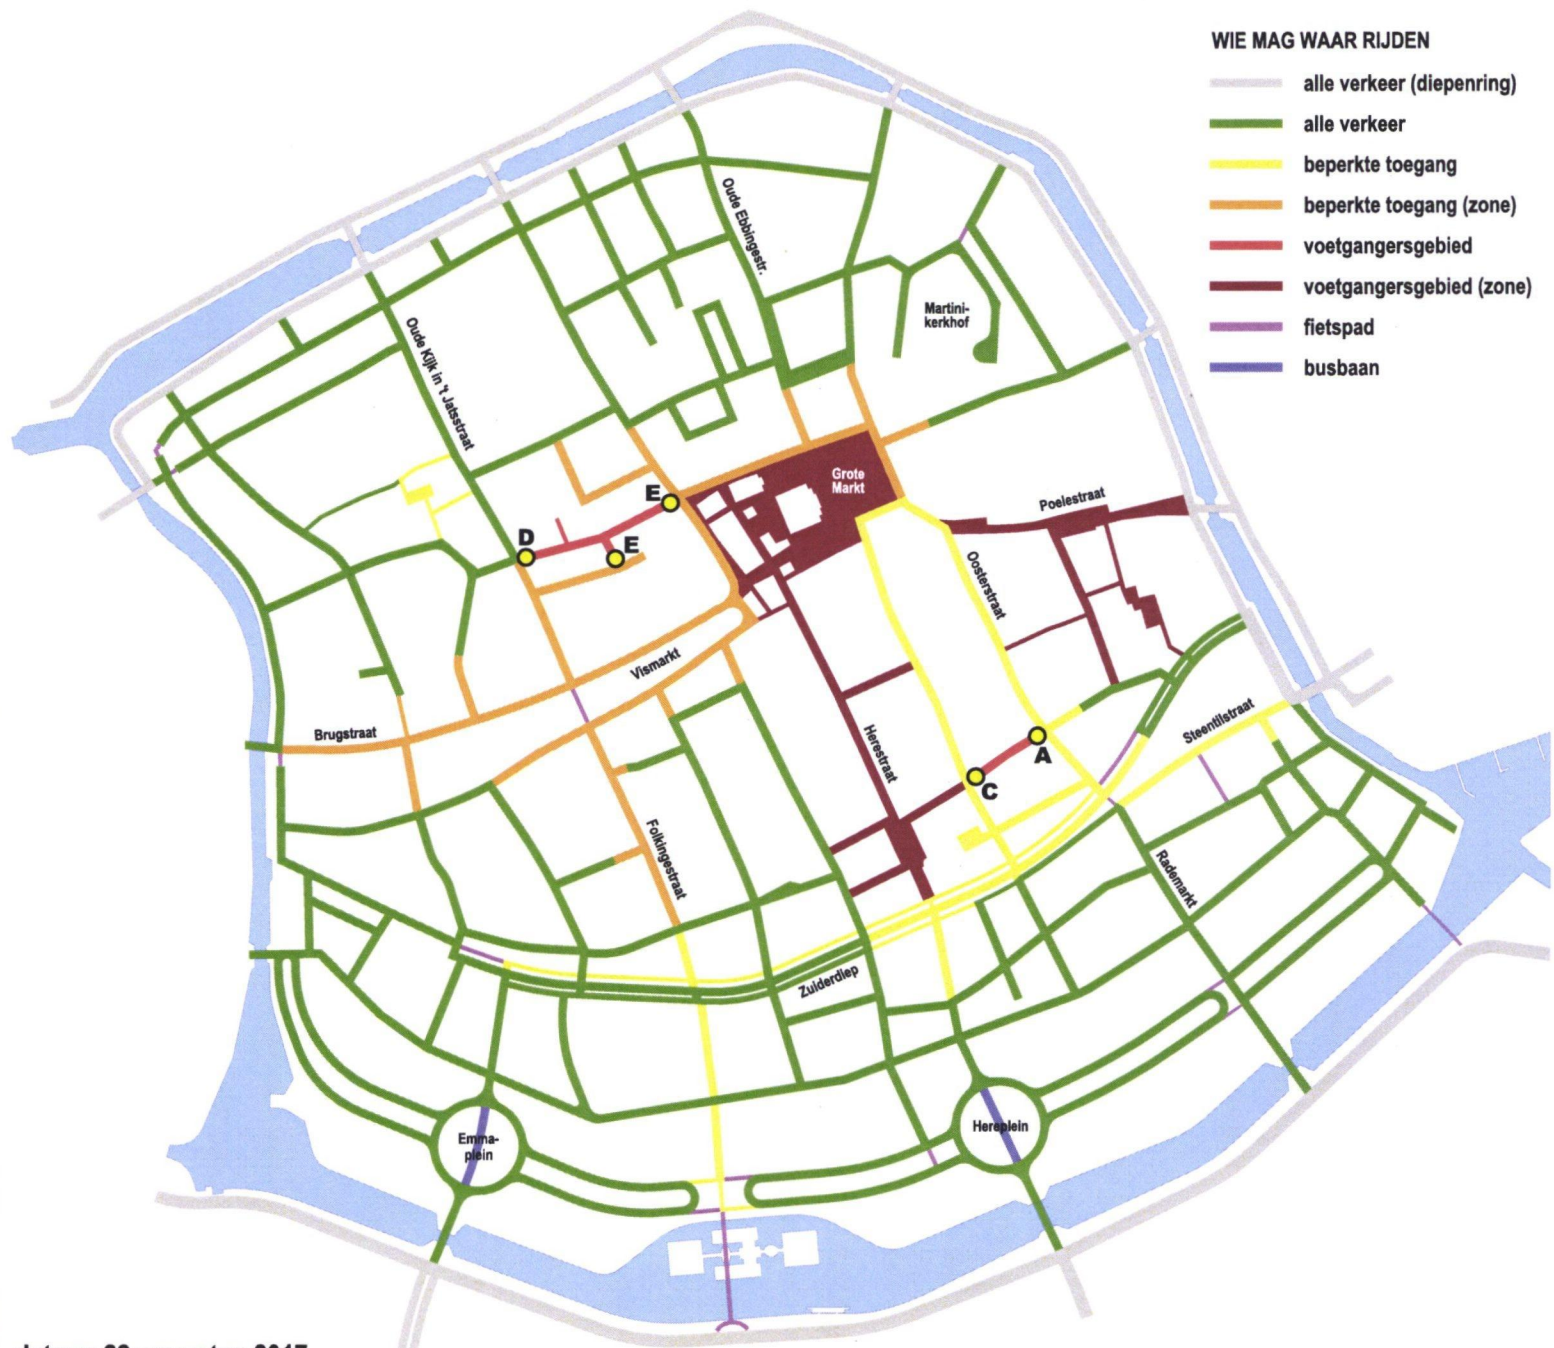 WIE MAG WAAR RIJDEN
alle verkeer (diepenring)
alle verkeer
beperkte toegang
beperkte toegang (zone)
voetgangersgebied
voetgangersgebied (zone)
fietspad
busbaan
Oude Ebbingestr.
Martini-
kerkhof
Oude Kijk in 't Jatsstraat
Grote
Markt
E
Poelestraat
D
E
Oosterstraat
Vismarkt
Brugstraat
Herestraat
Steentilstraat
A
C
Folkingestraat
Rademarkt
Zuiderdiep
Emma-
plein
Hereplein
2017